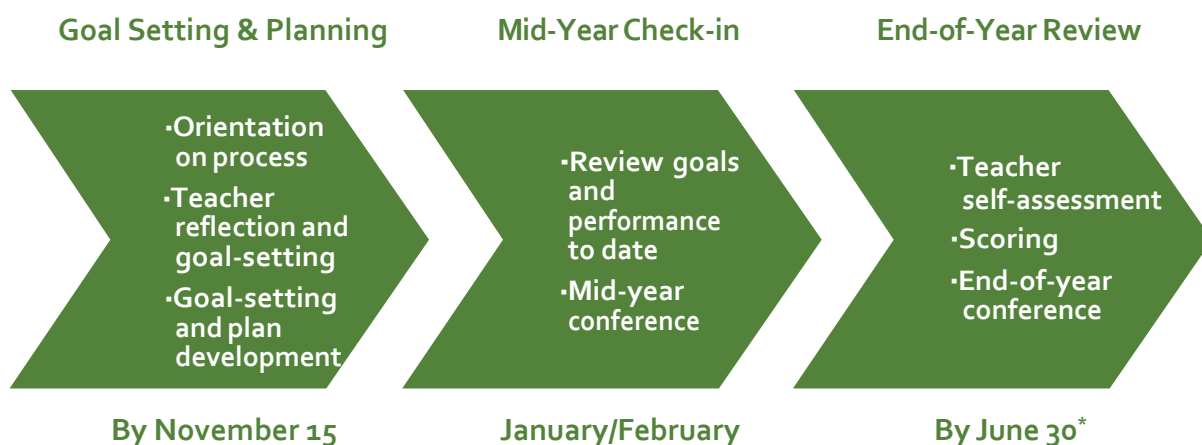 Goal Setting & Planning
Mid-Year Check-in
End-of-Year Review
▪Orientation
on process
▪Teacher
reflection and
goal-setting
▪Goal-setting
and plan
development
▪Review goals
and
performance
to date
▪Mid-year
conference
▪Teacher
self-assessment
▪Scoring
▪End-of-year
conference
By November 15
January/February
By June 30*